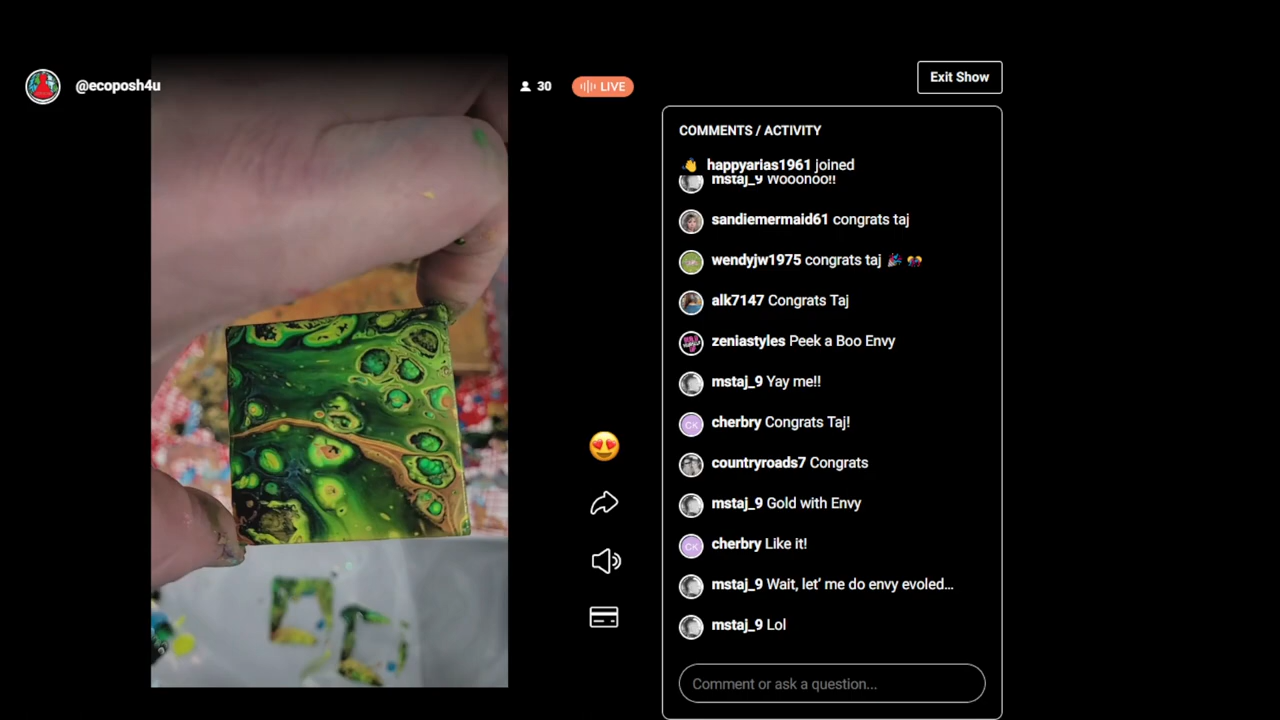 @ecoposh4u
30
LIVE
Exit Show
COMMENTS / ACTIVITY
happyarias1961 joined
mstaj_9 Wooohoo!!
sandiemermaid61 congrats taj
wendyjw1975 congrats taj 🎉 🎊
alk7147 Congrats Taj
zeniastyles Peek a Boo Envy
mstaj_9 Yay me!!
CK cherbry Congrats Taj!
countryroads7 Congrats
mstaj_9 Gold with Envy
CK cherbry Like it!
mstaj_9 Wait, let’ me do envy evoled...
mstaj_9 Lol
Comment or ask a question...